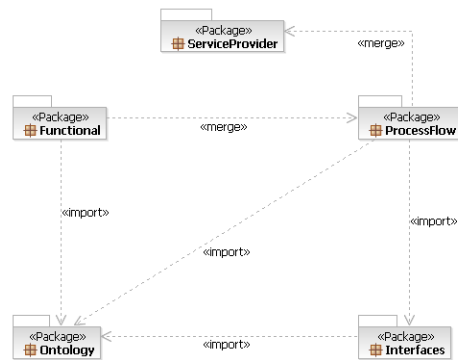 «Package»
ServiceProvider
«merge»
«Package»
Functional
«merge»
«Package»
ProcessFlow
«import»
«import»
«import»
«Package»
Ontology
«import»
«Package»
Interfaces